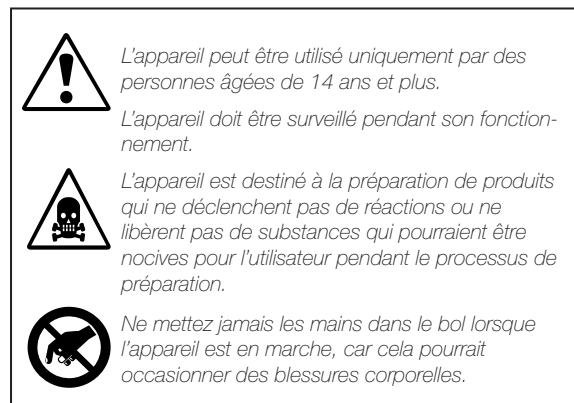 L'appareil peut être utilisé uniquement par des
personnes âgées de 14 ans et plus.
L'appareil doit être surveillé pendant son fonction-
nement.
L'appareil est destiné à la préparation de produits
qui ne déclenchent pas de réactions ou ne
libèrent pas de substances qui pourraient être
nocives pour l'utilisateur pendant le processus de
préparation.
Ne mettez jamais les mains dans le bol lorsque
l'appareil est en marche, car cela pourrait
occasionner des blessures corporelles.